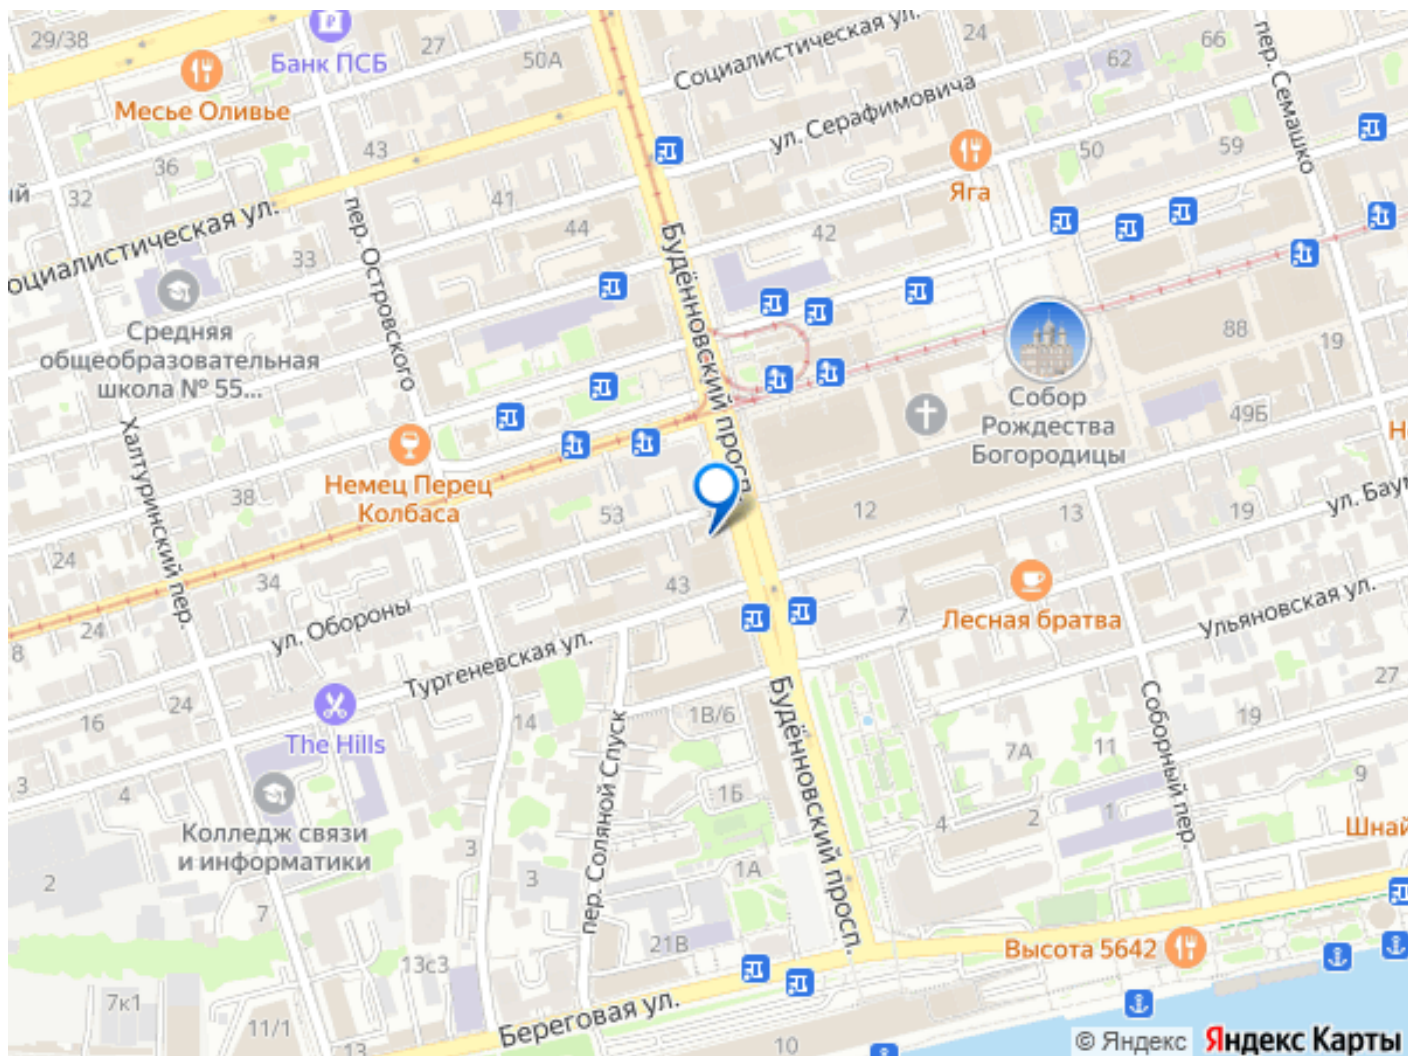 29/38
Банк ПСБ
27
50А
Социалистическая ул.
24
66
62
пер. Семашко
Месье Оливье
ул. Серафимовича
43
36
32
ий
41
44
50
59
Яга
42
оциалистическая ул.
33
пер. Островского
Будённовский просп.
Средняя
общеобразовательная
школа № 55...
88
19
Собор
Рождества
Богородицы
49Б
Халтуринский пер.
Немец Перец
Колбаса
38
53
12
13
19
ул. Баум
24
34
43
7
Лесная братва
Ульяновская ул.
ул. Обороны
24
8
Тургеневская ул.
16
24
14
The Hills
пер. Соляной Спуск
1В/6
Будённовский просп.
Соборный пер.
27
19
7А
11
9
3
4
1Б
4
2
1
Шнай
Колледж связи
и информатики
3
3
1А
2
7
21В
13с3
Высота 5642
7к1
11/1
13
Береговая ул.
10
© Яндекс
Яндекс Карты